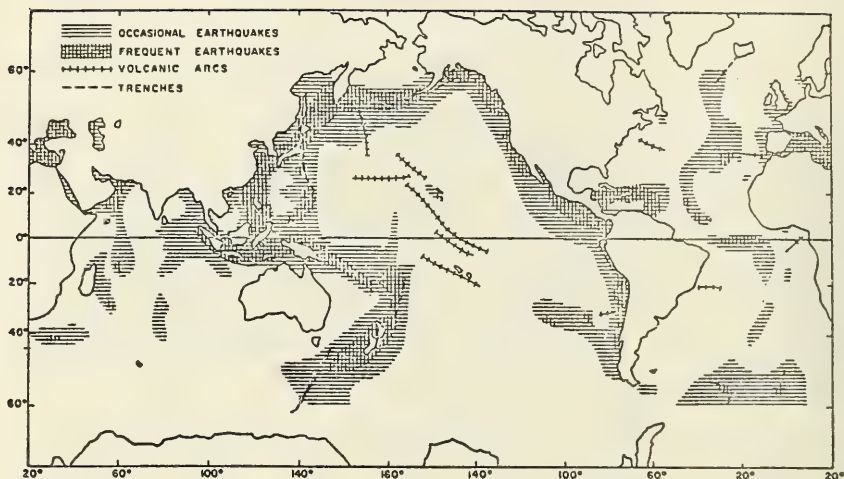 OCCASIONAL EARTHQUAKES
FREQUENT EARTHQUAKES
VOLCANIC ARCS
TRENCHES
60°
40°
20°
0°
20°
40°
60°
20° 60° 100° 140° 160° 140° 100° 60° 20° 20°